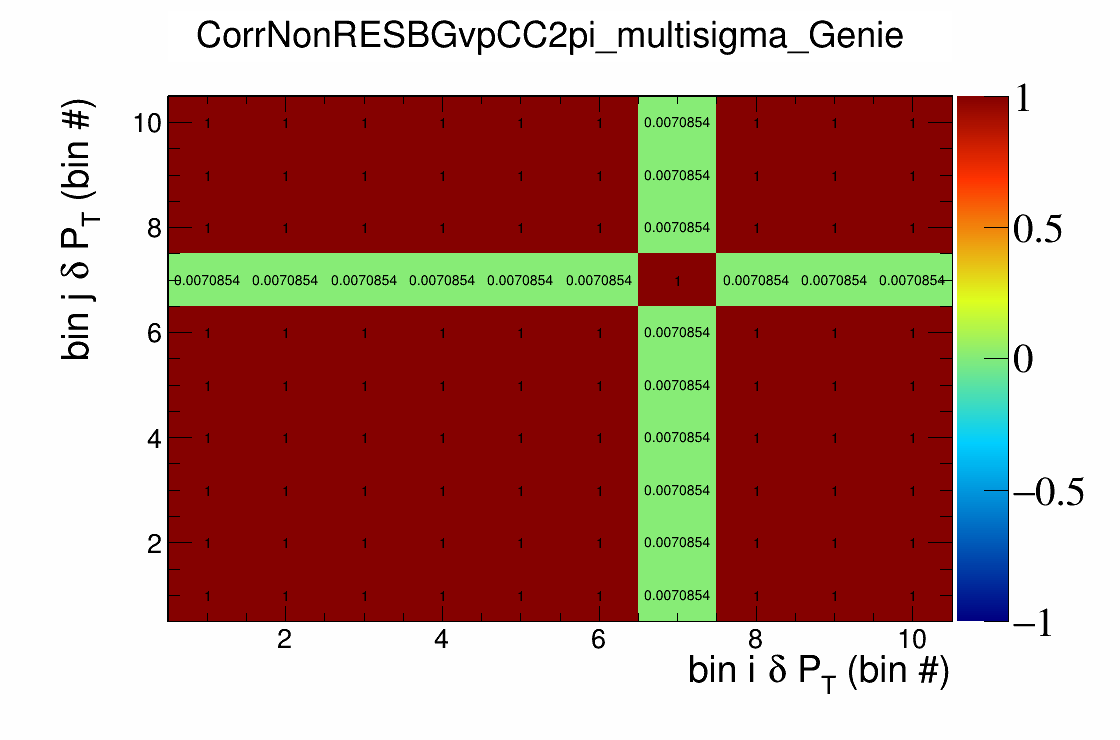 CorrNonRESBGvpCC2pi_multisigma_Genie
bin j δ P_T (bin #)
10 1 1 1 1 1 1 0.0070854 1 1 1
1 1 1 1 1 1 0.0070854 1 1 1
8 1 1 1 1 1 1 0.0070854 1 1 1
0.0070854 0.0070854 0.0070854 0.0070854 0.0070854 0.0070854 1 0.0070854 0.0070854 0.0070854
6 1 1 1 1 1 1 0.0070854 1 1 1
1 1 1 1 1 1 0.0070854 1 1 1
4 1 1 1 1 1 1 0.0070854 1 1 1
1 1 1 1 1 1 0.0070854 1 1 1
2 1 1 1 1 1 1 0.0070854 1 1 1
1 1 1 1 1 1 0.0070854 1 1 1
2 4 6 8 10
bin i δ P_T (bin #)
1
0.5
0
−0.5
−1